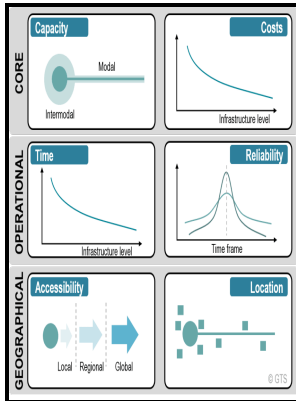 CORE
Capacity
Modal
Intermodal
Costs
Infrastructure level
OPERATIONAL
Time
Infrastructure level
Reliability
Time frame
GEOGRAPHICAL
Accessibility
Local Regional Global
Location
© GTS